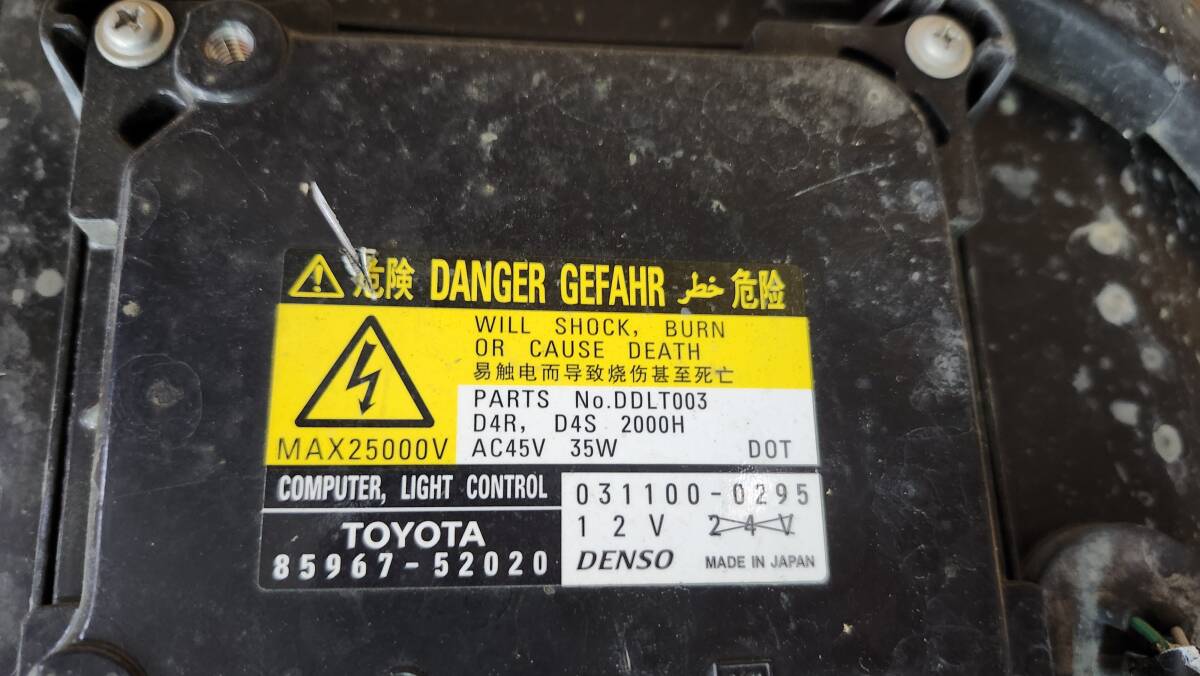 危険 DANGER GEFAHR خطر 危险
WILL SHOCK, BURN
OR CAUSE DEATH
易触电而导致烧伤甚至死亡
MAX25000V
PARTS No.DDLT003
D4R, D4S 2000H
AC45V 35W DOT
COMPUTER, LIGHT CONTROL
TOYOTA
85967-52020
031100-0295
12V 24V
DENSO MADE IN JAPAN